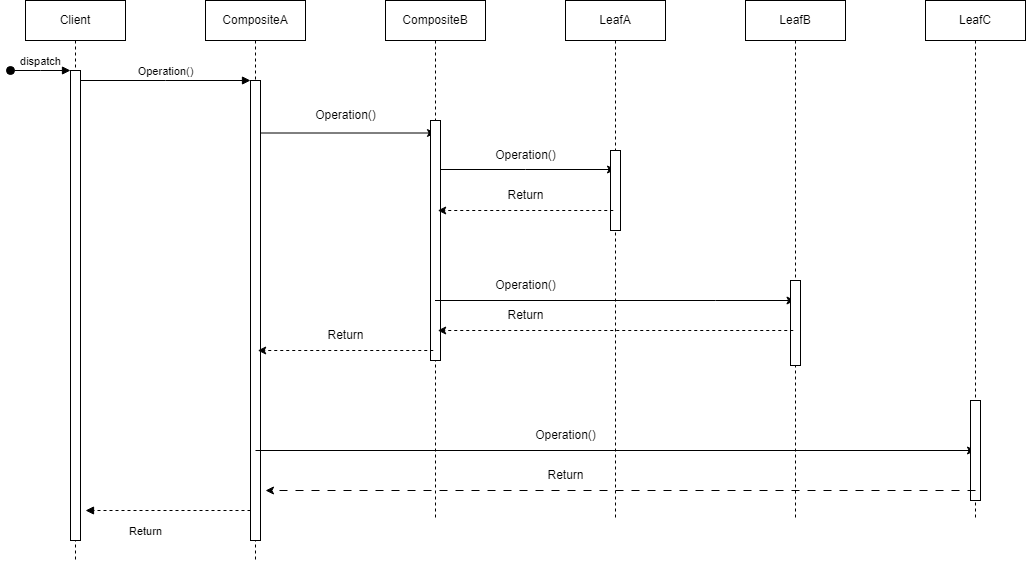 Client
CompositeA
CompositeB
LeafA
LeafB
LeafC
dispatch
Operation()
Operation()
Operation()
Return
Operation()
Return
Return
Operation()
Return
Return